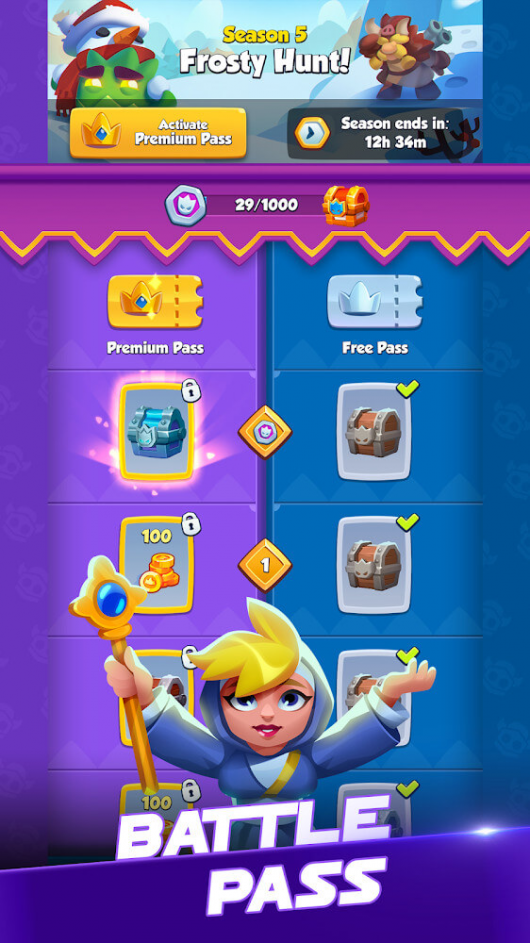 Season 5
Frosty Hunt!
Activate
Premium Pass
Season ends in:
12h 34m
29/1000
Premium Pass
Free Pass
100
1
100
BATTLE
PASS